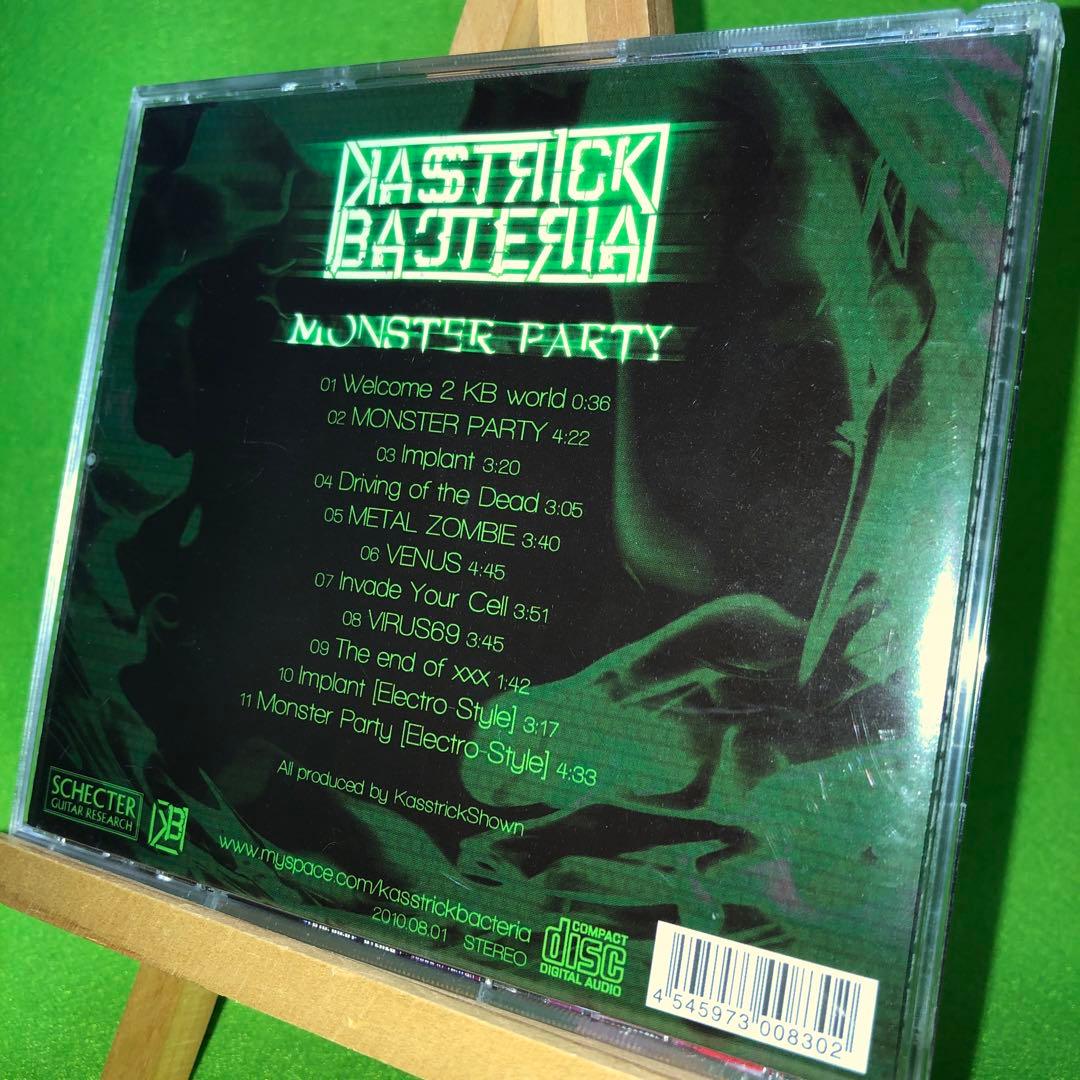 KASSTRICK
BACTERIA
MONSTER PARTY
01 Welcome 2 KB world 0:36
02 MONSTER PARTY 4:22
03 Implant 3:20
04 Driving of the Dead 3:05
05 METAL ZOMBIE 3:40
06 VENUS 4:45
07 Invade Your Cell 3:51
08 VIRUS69 3:45
09 The end of xxx 1:42
10 Implant [Electro-Style] 3:17
11 Monster Party [Electro-Style] 4:33
All produced by KasstrickShown
SCHECTER
GUITAR RESEARCH
KB
www.myspace.com/kasstrickbacteria
2010.08.01 STEREO
COMPACT
disc
DIGITAL AUDIO
4 545973 008302